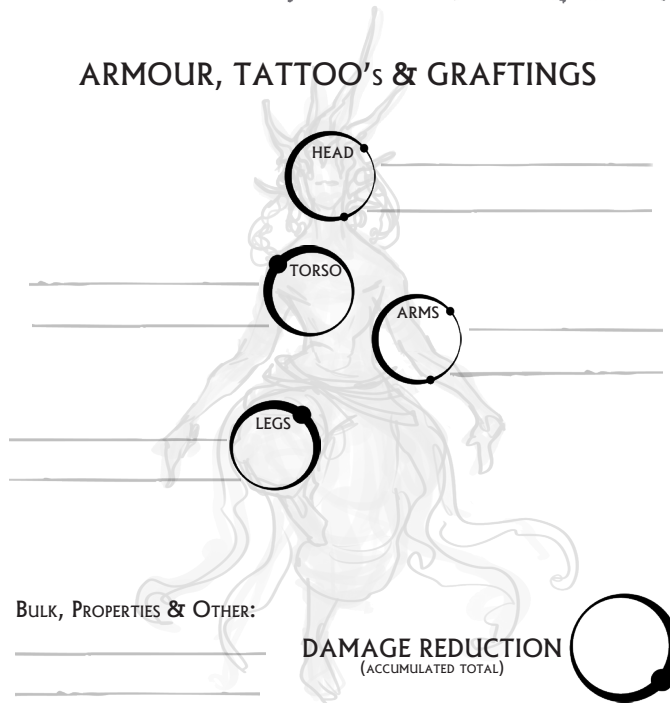 ARMOUR, TATTOO's & GRAFTINGS
HEAD
TORSO
ARMS
LEGS
BULK, PROPERTIES & OTHER:
DAMAGE REDUCTION
(ACCUMULATED TOTAL)